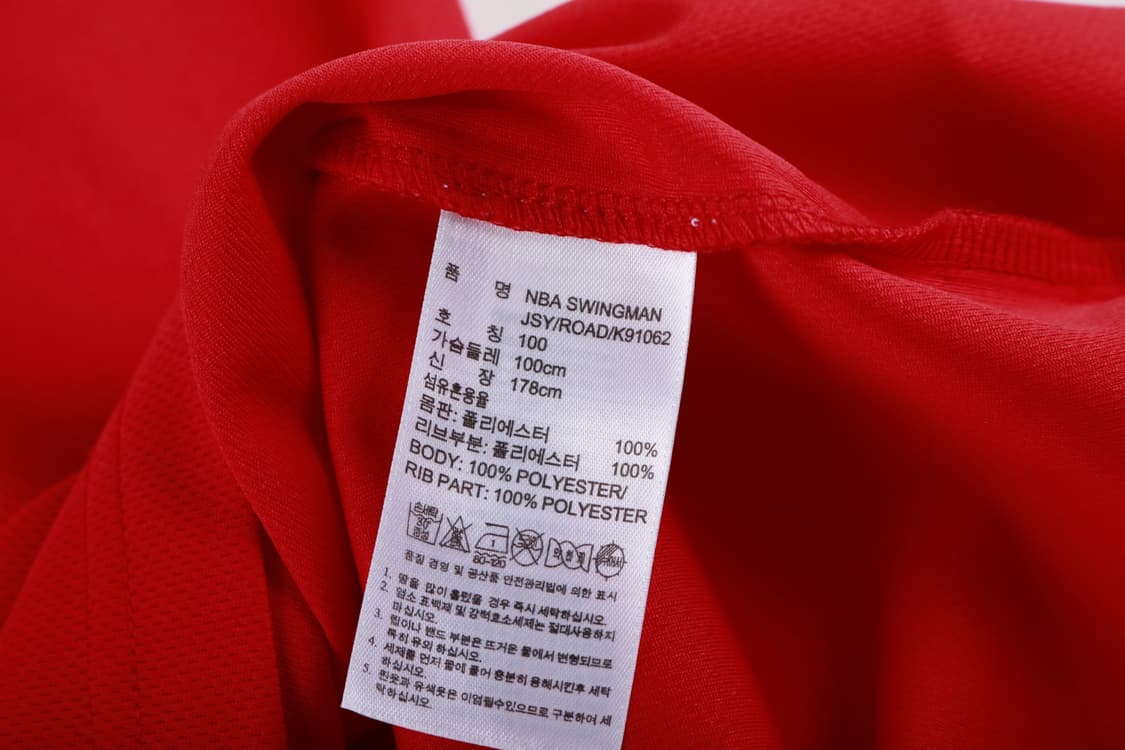 품 명 NBA SWINGMAN
JSY/ROAD/K91062
호 칭 100
가슴둘레 100cm
신 장 178cm
섬유혼용율
몸판: 폴리에스터 100%
리브부분: 폴리에스터 100%
BODY: 100% POLYESTER/
RIB PART: 100% POLYESTER
손세탁
30℃
중성
1
60-120
품질 경영 및 공산품 안전관리법에 의한 표시
1. 땀을 많이 흘렸을 경우 즉시 세탁하십시오.
2. 염소 표백제 및 강력효소세제는 절대사용하지
마십시오.
3. 립이나 밴드 부분은 뜨거운 물에서 변형되므로
특히 유의 하십시오.
4. 세제를 먼저 물에 풀어 충분히 용해시킨후 세탁
하십시오.
5. 흰옷과 유색옷은 이염될수있으므로 구분하여 세
탁하십시오.